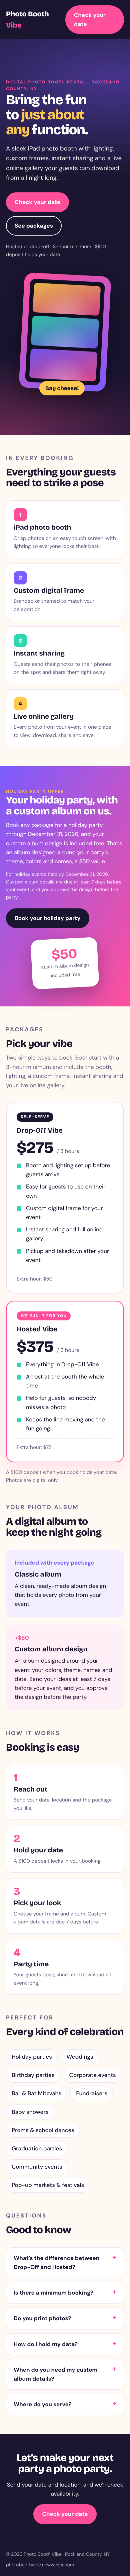 Photo Booth
Vibe
Check your
date
DIGITAL PHOTO BOOTH RENTAL · ROCKLAND
COUNTY, NY
Bring the fun
to just about
any function.
A sleek iPad photo booth with lighting,
custom frames, instant sharing and a live
online gallery your guests can download
from all night long.
Check your date
See packages
Hosted or drop-off · 3-hour minimum · $100
deposit holds your date
Say cheese!
IN EVERY BOOKING
Everything your guests
need to strike a pose
1
iPad photo booth
Crisp photos on an easy touch screen, with
lighting so everyone looks their best.
2
Custom digital frame
Branded or themed to match your
celebration.
3
Instant sharing
Guests send their photos to their phones
on the spot and share them right away.
4
Live online gallery
Every photo from your event in one place
to view, download, share and save.
HOLIDAY PARTY OFFER
Your holiday party, with
a custom album on us.
Book any package for a holiday party
through December 31, 2026, and your
custom album design is included free. That's
an album designed around your party's
theme, colors and names, a $50 value.
For holiday events held by December 31, 2026.
Custom album details are due at least 7 days before
your event, and you approve the design before the
party.
Book your holiday party
$50
custom album design
included free
PACKAGES
Pick your vibe
Two simple ways to book. Both start with a
3-hour minimum and include the booth,
lighting, a custom frame, instant sharing and
your live online gallery.
SELF-SERVE
Drop-Off Vibe
$275 / 3 hours
Booth and lighting set up before
guests arrive
Easy for guests to use on their
own
Custom digital frame for your
event
Instant sharing and full online
gallery
Pickup and takedown after your
event
Extra hour: $50
WE RUN IT FOR YOU
Hosted Vibe
$375 / 3 hours
Everything in Drop-Off Vibe
A host at the booth the whole
time
Help for guests, so nobody
misses a photo
Keeps the line moving and the
fun going
Extra hour: $75
A $100 deposit when you book holds your date.
Photos are digital only.
YOUR PHOTO ALBUM
A digital album to
keep the night going
Included with every package
Classic album
A clean, ready-made album design
that holds every photo from your
event.
+$50
Custom album design
An album designed around your
event: your colors, theme, names and
date. Send your ideas at least 7 days
before your event, and you approve
the design before the party.
HOW IT WORKS
Booking is easy
1
Reach out
Send your date, location and the package
you like
2
Hold your date
A $100 deposit locks in your booking.
3
Pick your look
Choose your frame and album. Custom
album details are due 7 days before.
4
Party time
Your guests pose, share and download all
event long.
PERFECT FOR
Every kind of celebration
Holiday parties
Weddings
Birthday parties
Corporate events
Bar & Bat Mitzvahs
Fundraisers
Baby showers
Proms & school dances
Graduation parties
Community events
Pop-up markets & festivals
QUESTIONS
Good to know
What's the difference between +
Drop-Off and Hosted?
Is there a minimum booking? +
Do you print photos? +
How do I hold my date? +
When do you need my custom +
album details?
Where do you serve? +
Let's make your next
party a photo party.
Send your date and location, and we'll check
availability.
Check your date
© 2026 Photo Booth Vibe · Rockland County, NY